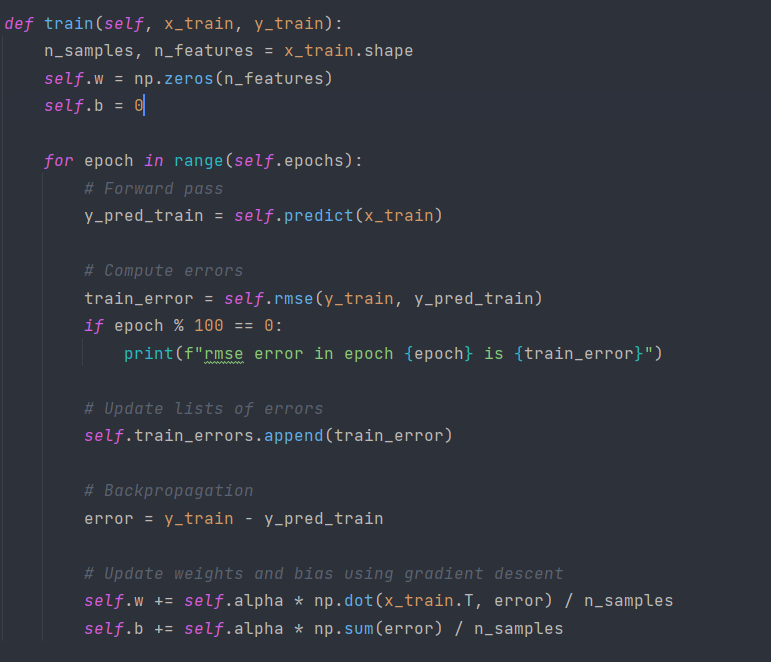 def train(self, x_train, y_train):
    n_samples, n_features = x_train.shape
    self.w = np.zeros(n_features)
    self.b = 0
    for epoch in range(self.epochs):
        # Forward pass
        y_pred_train = self.predict(x_train)
        # Compute errors
        train_error = self.rmse(y_train, y_pred_train)
        if epoch % 100 == 0:
            print(f"rmse error in epoch {epoch} is {train_error}")
        # Update lists of errors
        self.train_errors.append(train_error)
        # Backpropagation
        error = y_train - y_pred_train
        # Update weights and bias using gradient descent
        self.w += self.alpha * np.dot(x_train.T, error) / n_samples
        self.b += self.alpha * np.sum(error) / n_samples